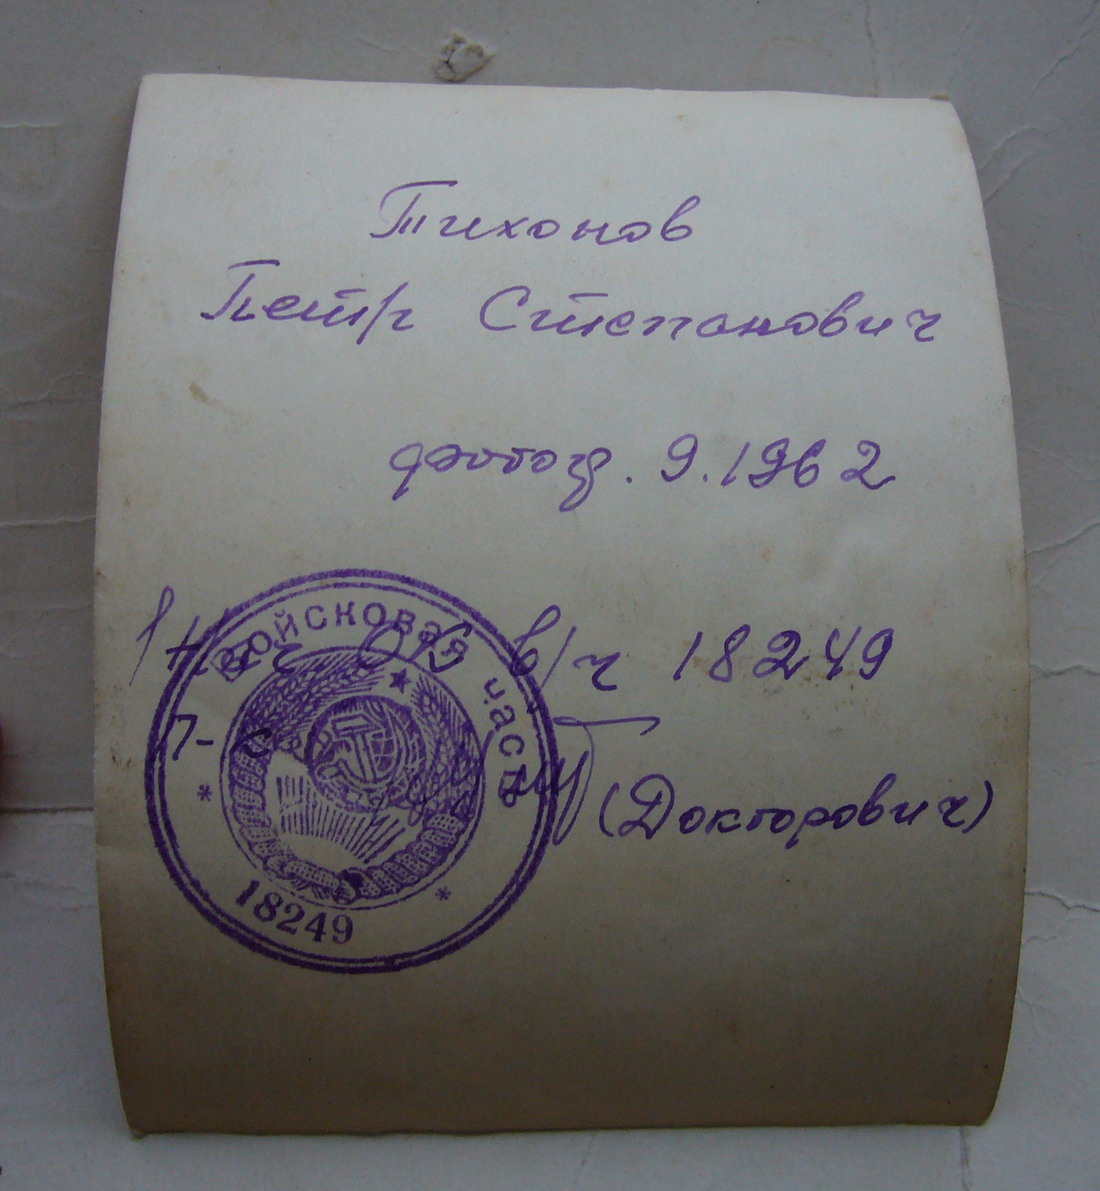 Тихонов
Петр Степанович
фотогр. 9.1962
в/ч 18249
(Докторович)
Войсковая часть
18249